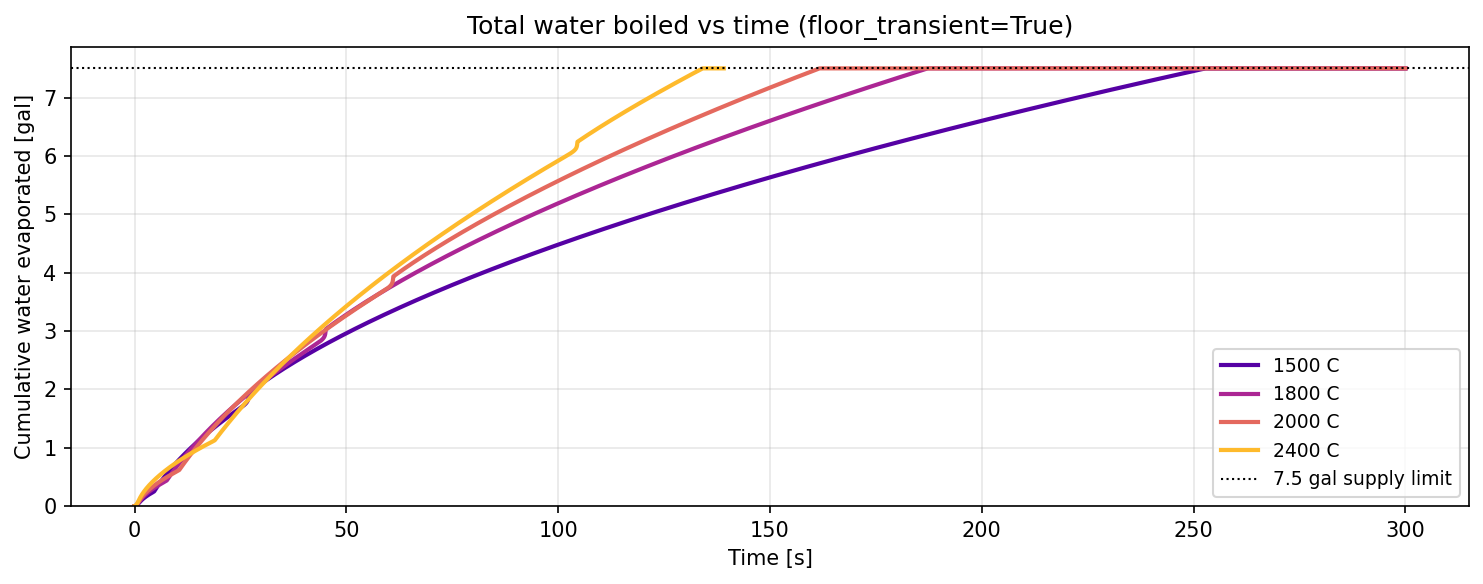 Total water boiled vs time (floor_transient=True)
Cumulative water evaporated [gal]
7
6
5
4
3
2
1
0
0 50 100 150 200 250 300
Time [s]
1500 C
1800 C
2000 C
2400 C
7.5 gal supply limit